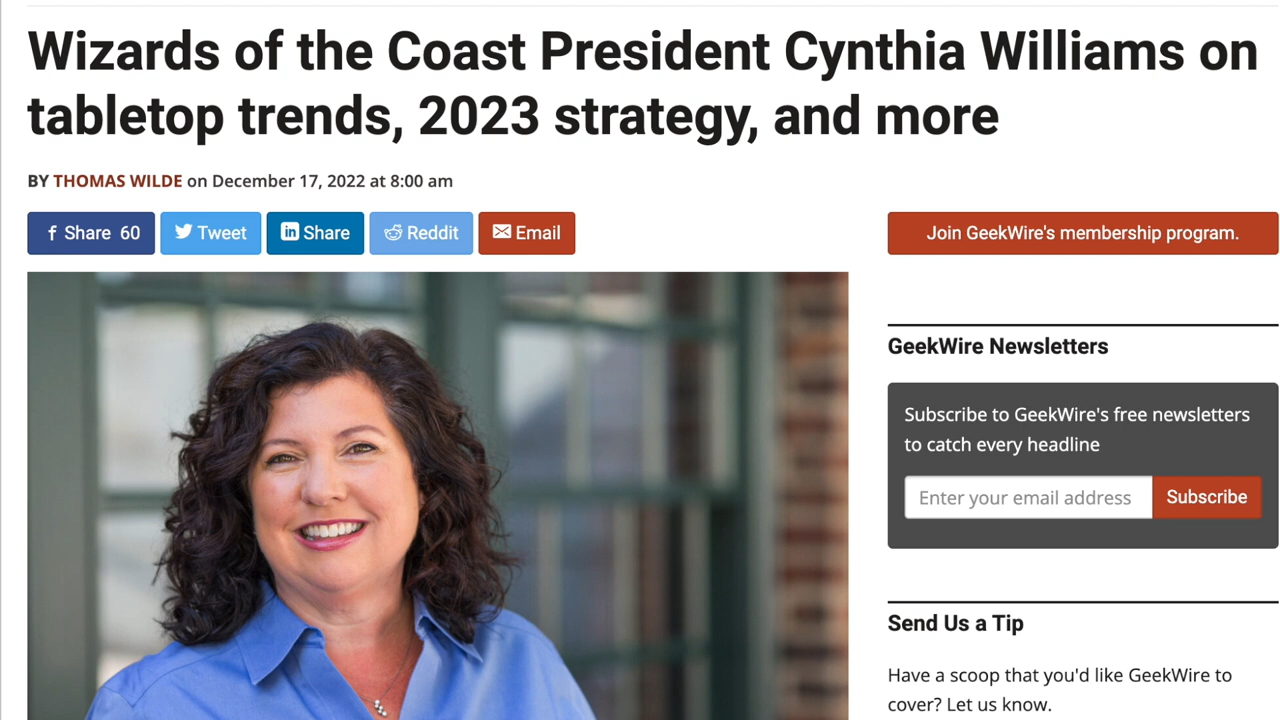 Wizards of the Coast President Cynthia Williams on
tabletop trends, 2023 strategy, and more
BY THOMAS WILDE on December 17, 2022 at 8:00 am
f Share 60
Tweet
in Share
Reddit
Email
Join GeekWire's membership program.
GeekWire Newsletters
Subscribe to GeekWire's free newsletters
to catch every headline
Enter your email address
Subscribe
Send Us a Tip
Have a scoop that you'd like GeekWire to
cover? Let us know.